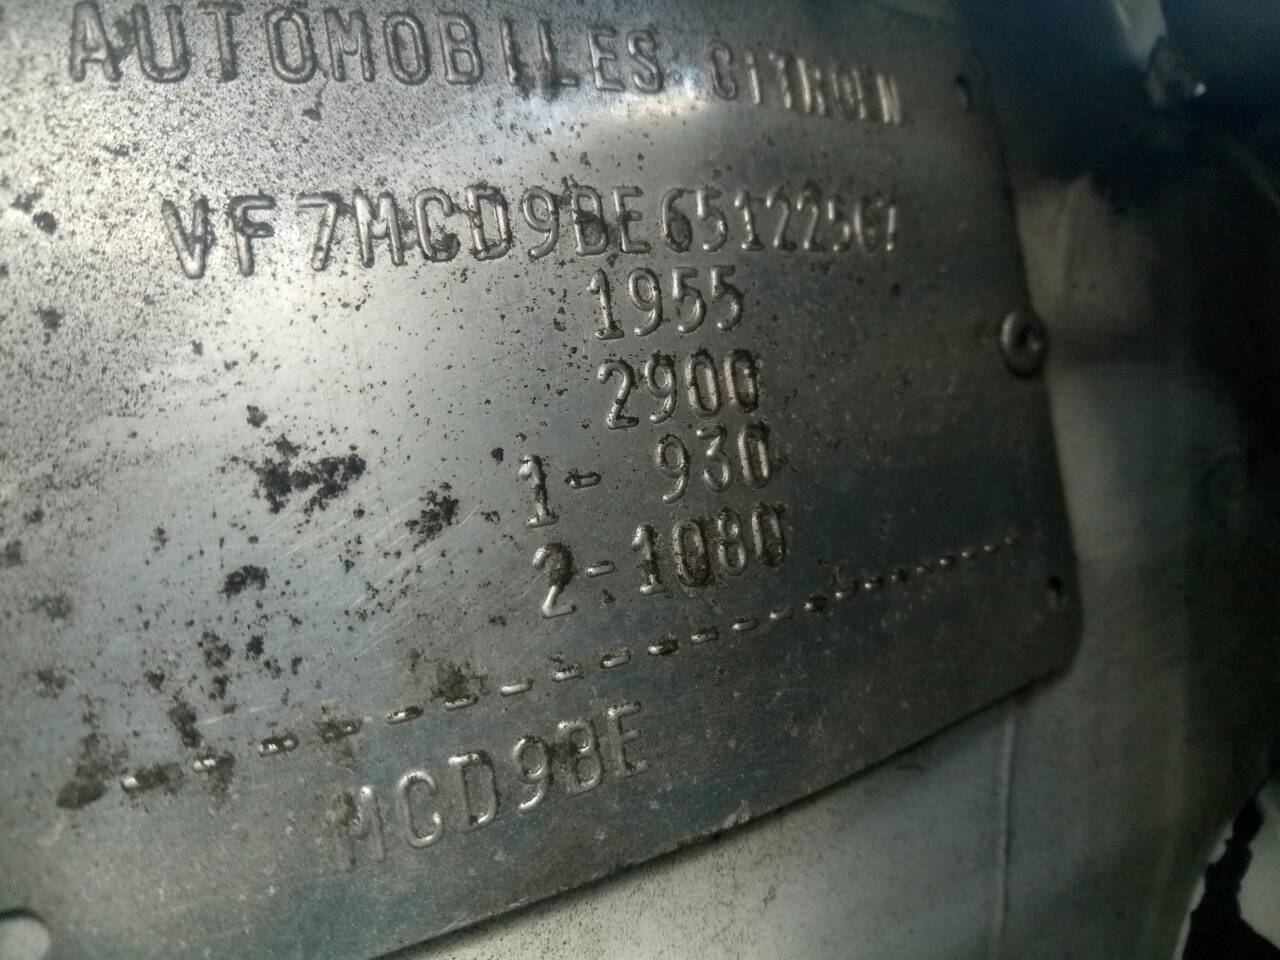 AUTOMOBILES CITROEN
VF7MCD9BE65122567
1955
2900
1- 930
2-1080
--------------------
MCD9BE